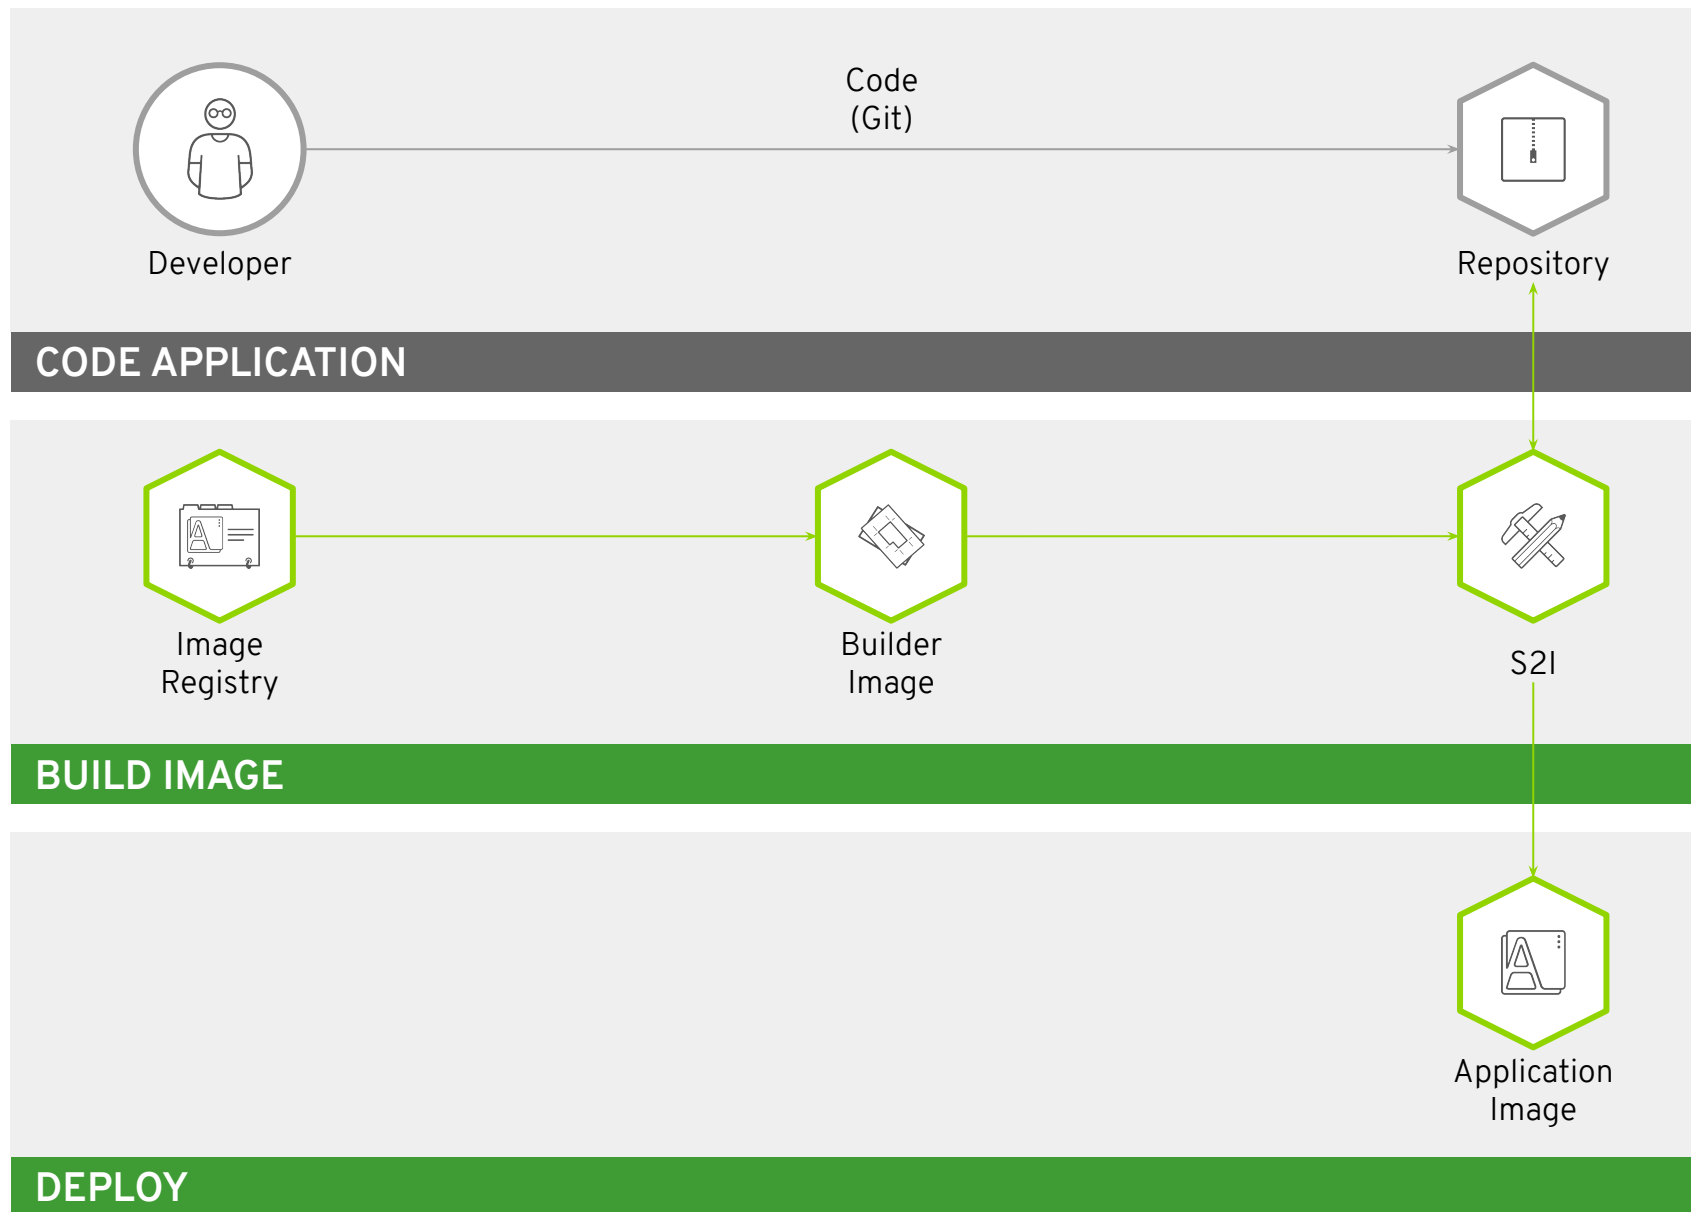 Code
(Git)
Developer
Repository
CODE APPLICATION
Image
Registry
Builder
Image
S2I
BUILD IMAGE
Application
Image
DEPLOY